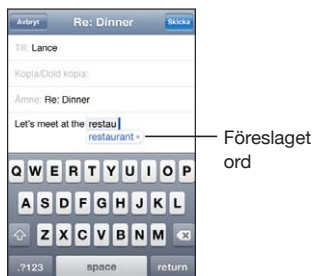 Avbryt Re: Dinner Skicka
Till: Lance
Kopia/Dold kopia:
Ämne: Re: Dinner
Let's meet at the restau
restaurant ×
Föreslaget
ord
Q W E R T Y U I O P
A S D F G H J K L
Z X C V B N M
.?123 space return